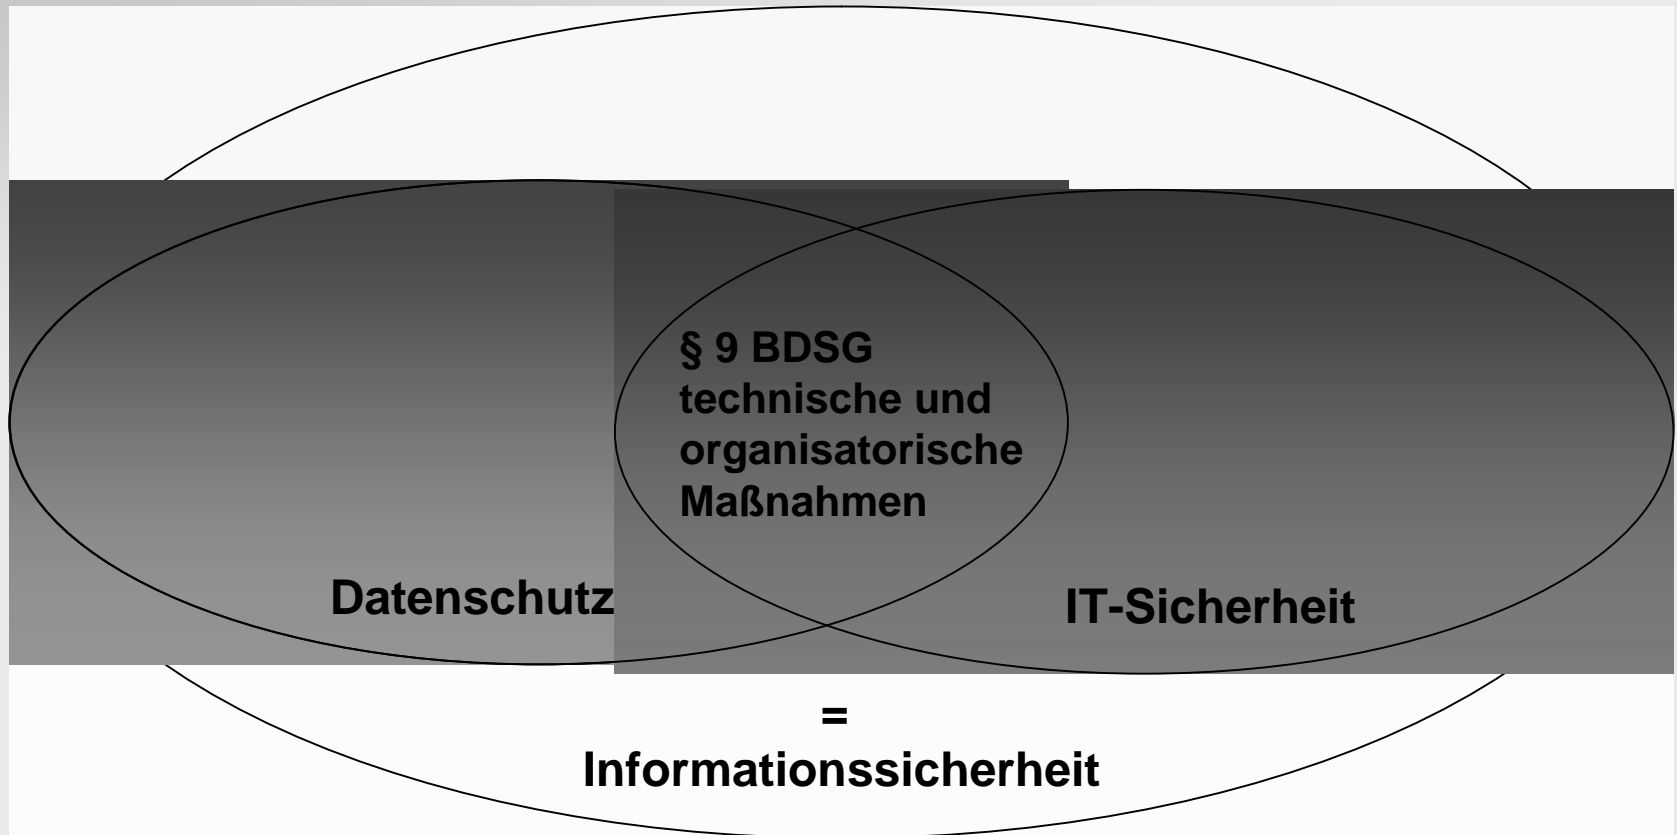 § 9 BDSG
technische und
organisatorische
Maßnahmen
Datenschutz
IT-Sicherheit
=
Informationssicherheit